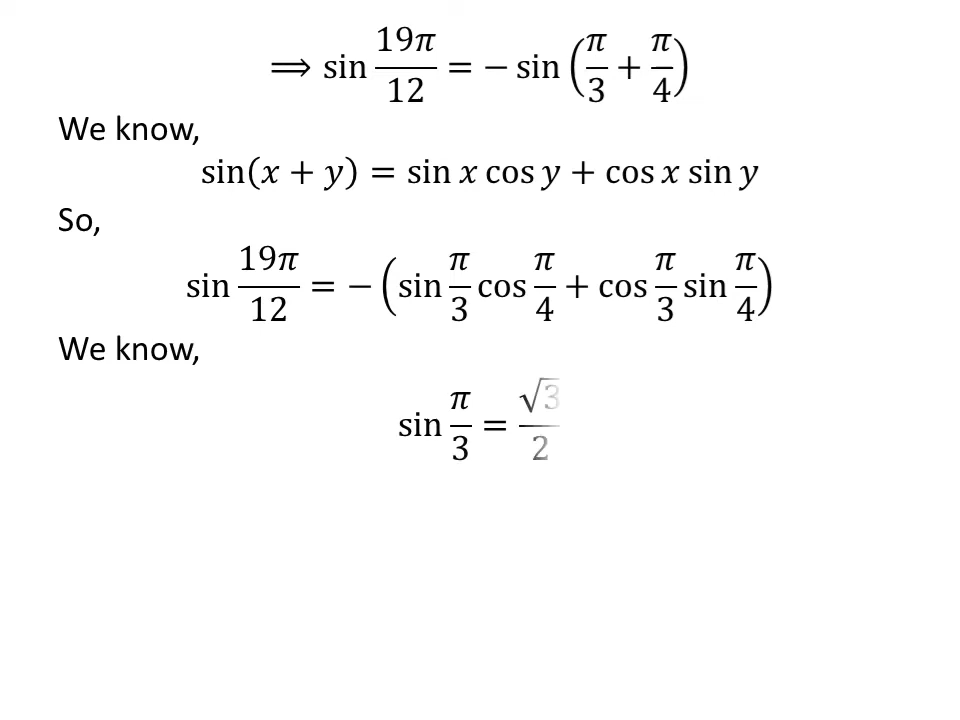 ⟹ sin 19π/12 = − sin (π/3 + π/4)
We know,
sin(x + y) = sin x cos y + cos x sin y
So,
sin 19π/12 = − (sin π/3 cos π/4 + cos π/3 sin π/4)
We know,
sin π/3 = √3/2